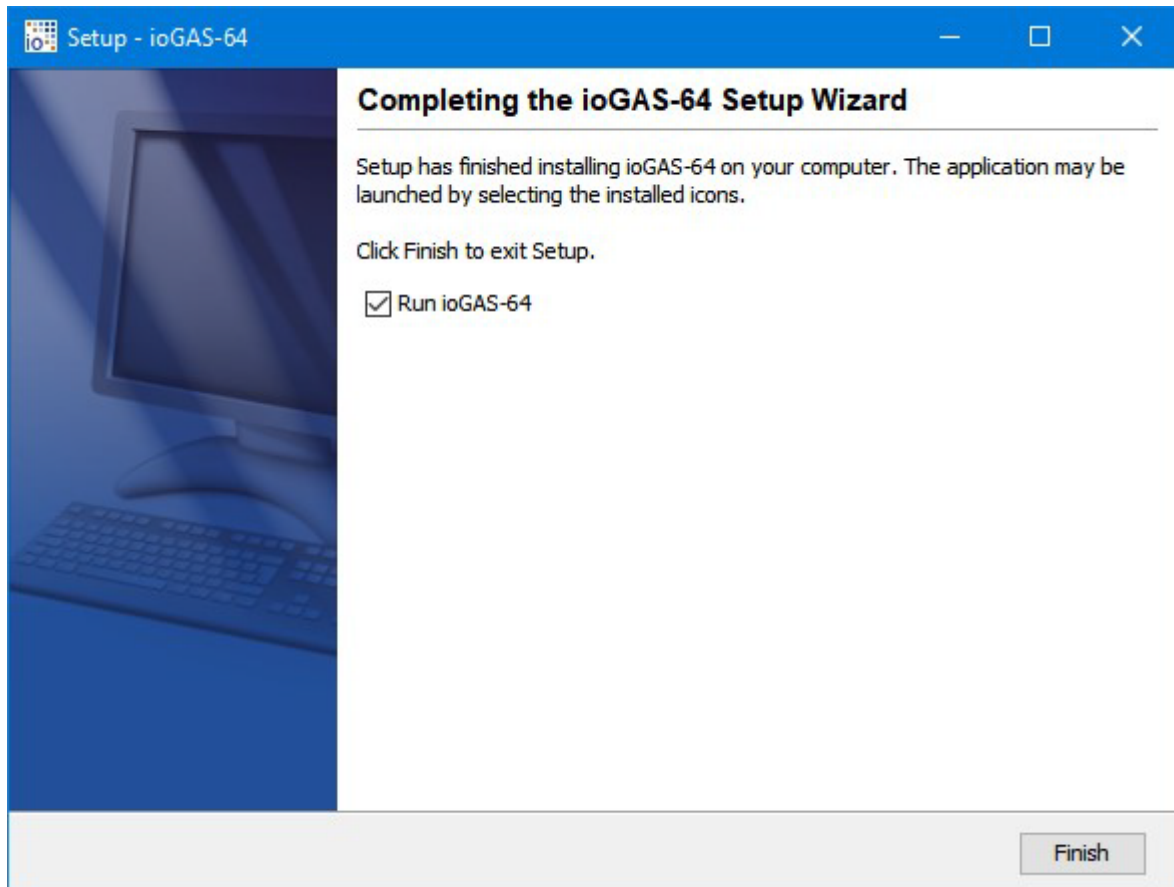 io
Setup - ioGAS-64
Completing the ioGAS-64 Setup Wizard
Setup has finished installing ioGAS-64 on your computer. The application may be
launched by selecting the installed icons.
Click Finish to exit Setup.
Run ioGAS-64
Finish